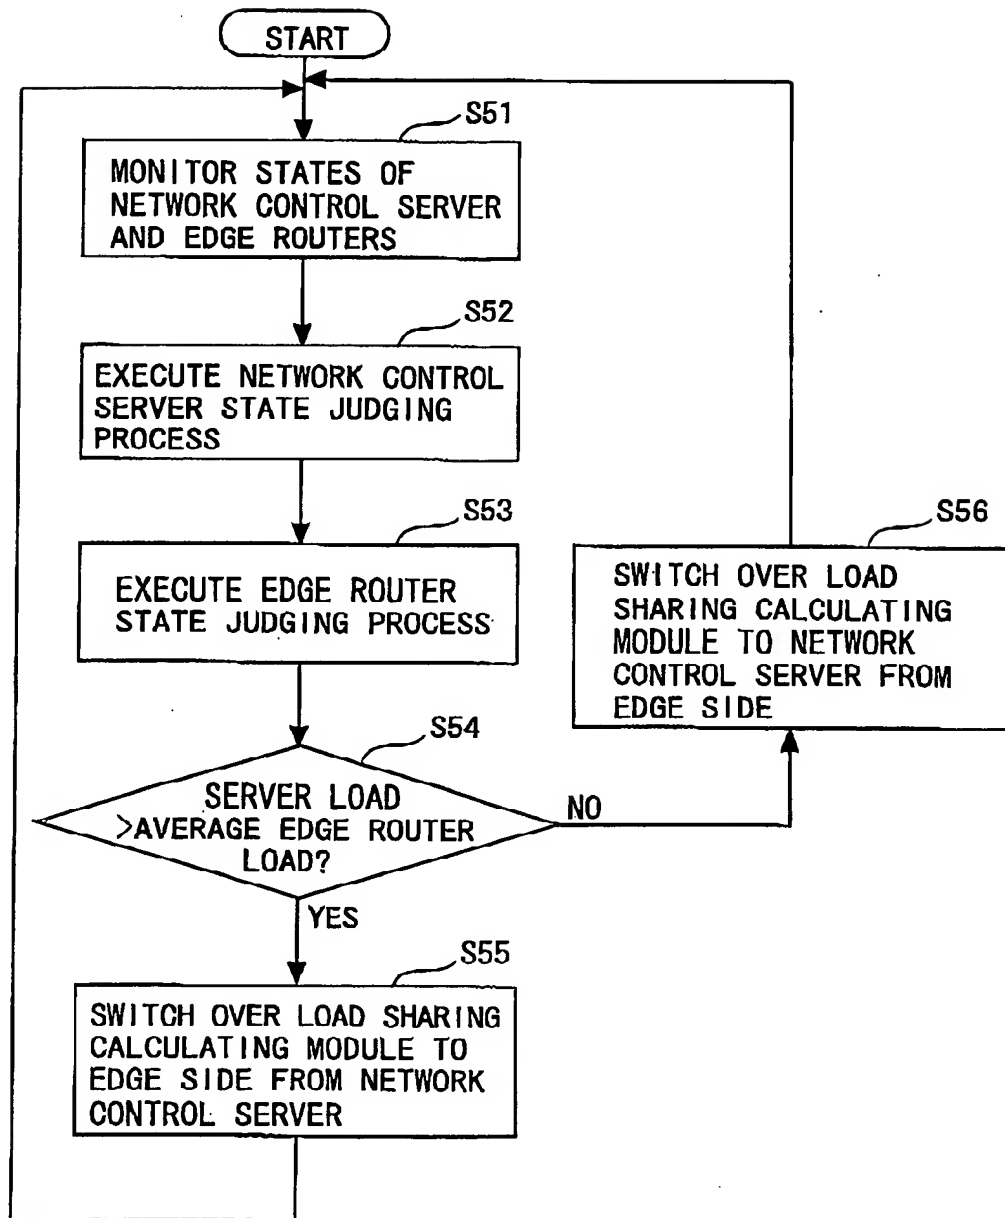 START
S51
MONITOR STATES OF
NETWORK CONTROL SERVER
AND EDGE ROUTERS
S52
EXECUTE NETWORK CONTROL
SERVER STATE JUDGING
PROCESS
S53
EXECUTE EDGE ROUTER
STATE JUDGING PROCESS
S56
SWITCH OVER LOAD
SHARING CALCULATING
MODULE TO NETWORK
CONTROL SERVER FROM
EDGE SIDE
S54
SERVER LOAD
>AVERAGE EDGE ROUTER
LOAD?
NO
YES
S55
SWITCH OVER LOAD SHARING
CALCULATING MODULE TO
EDGE SIDE FROM NETWORK
CONTROL SERVER